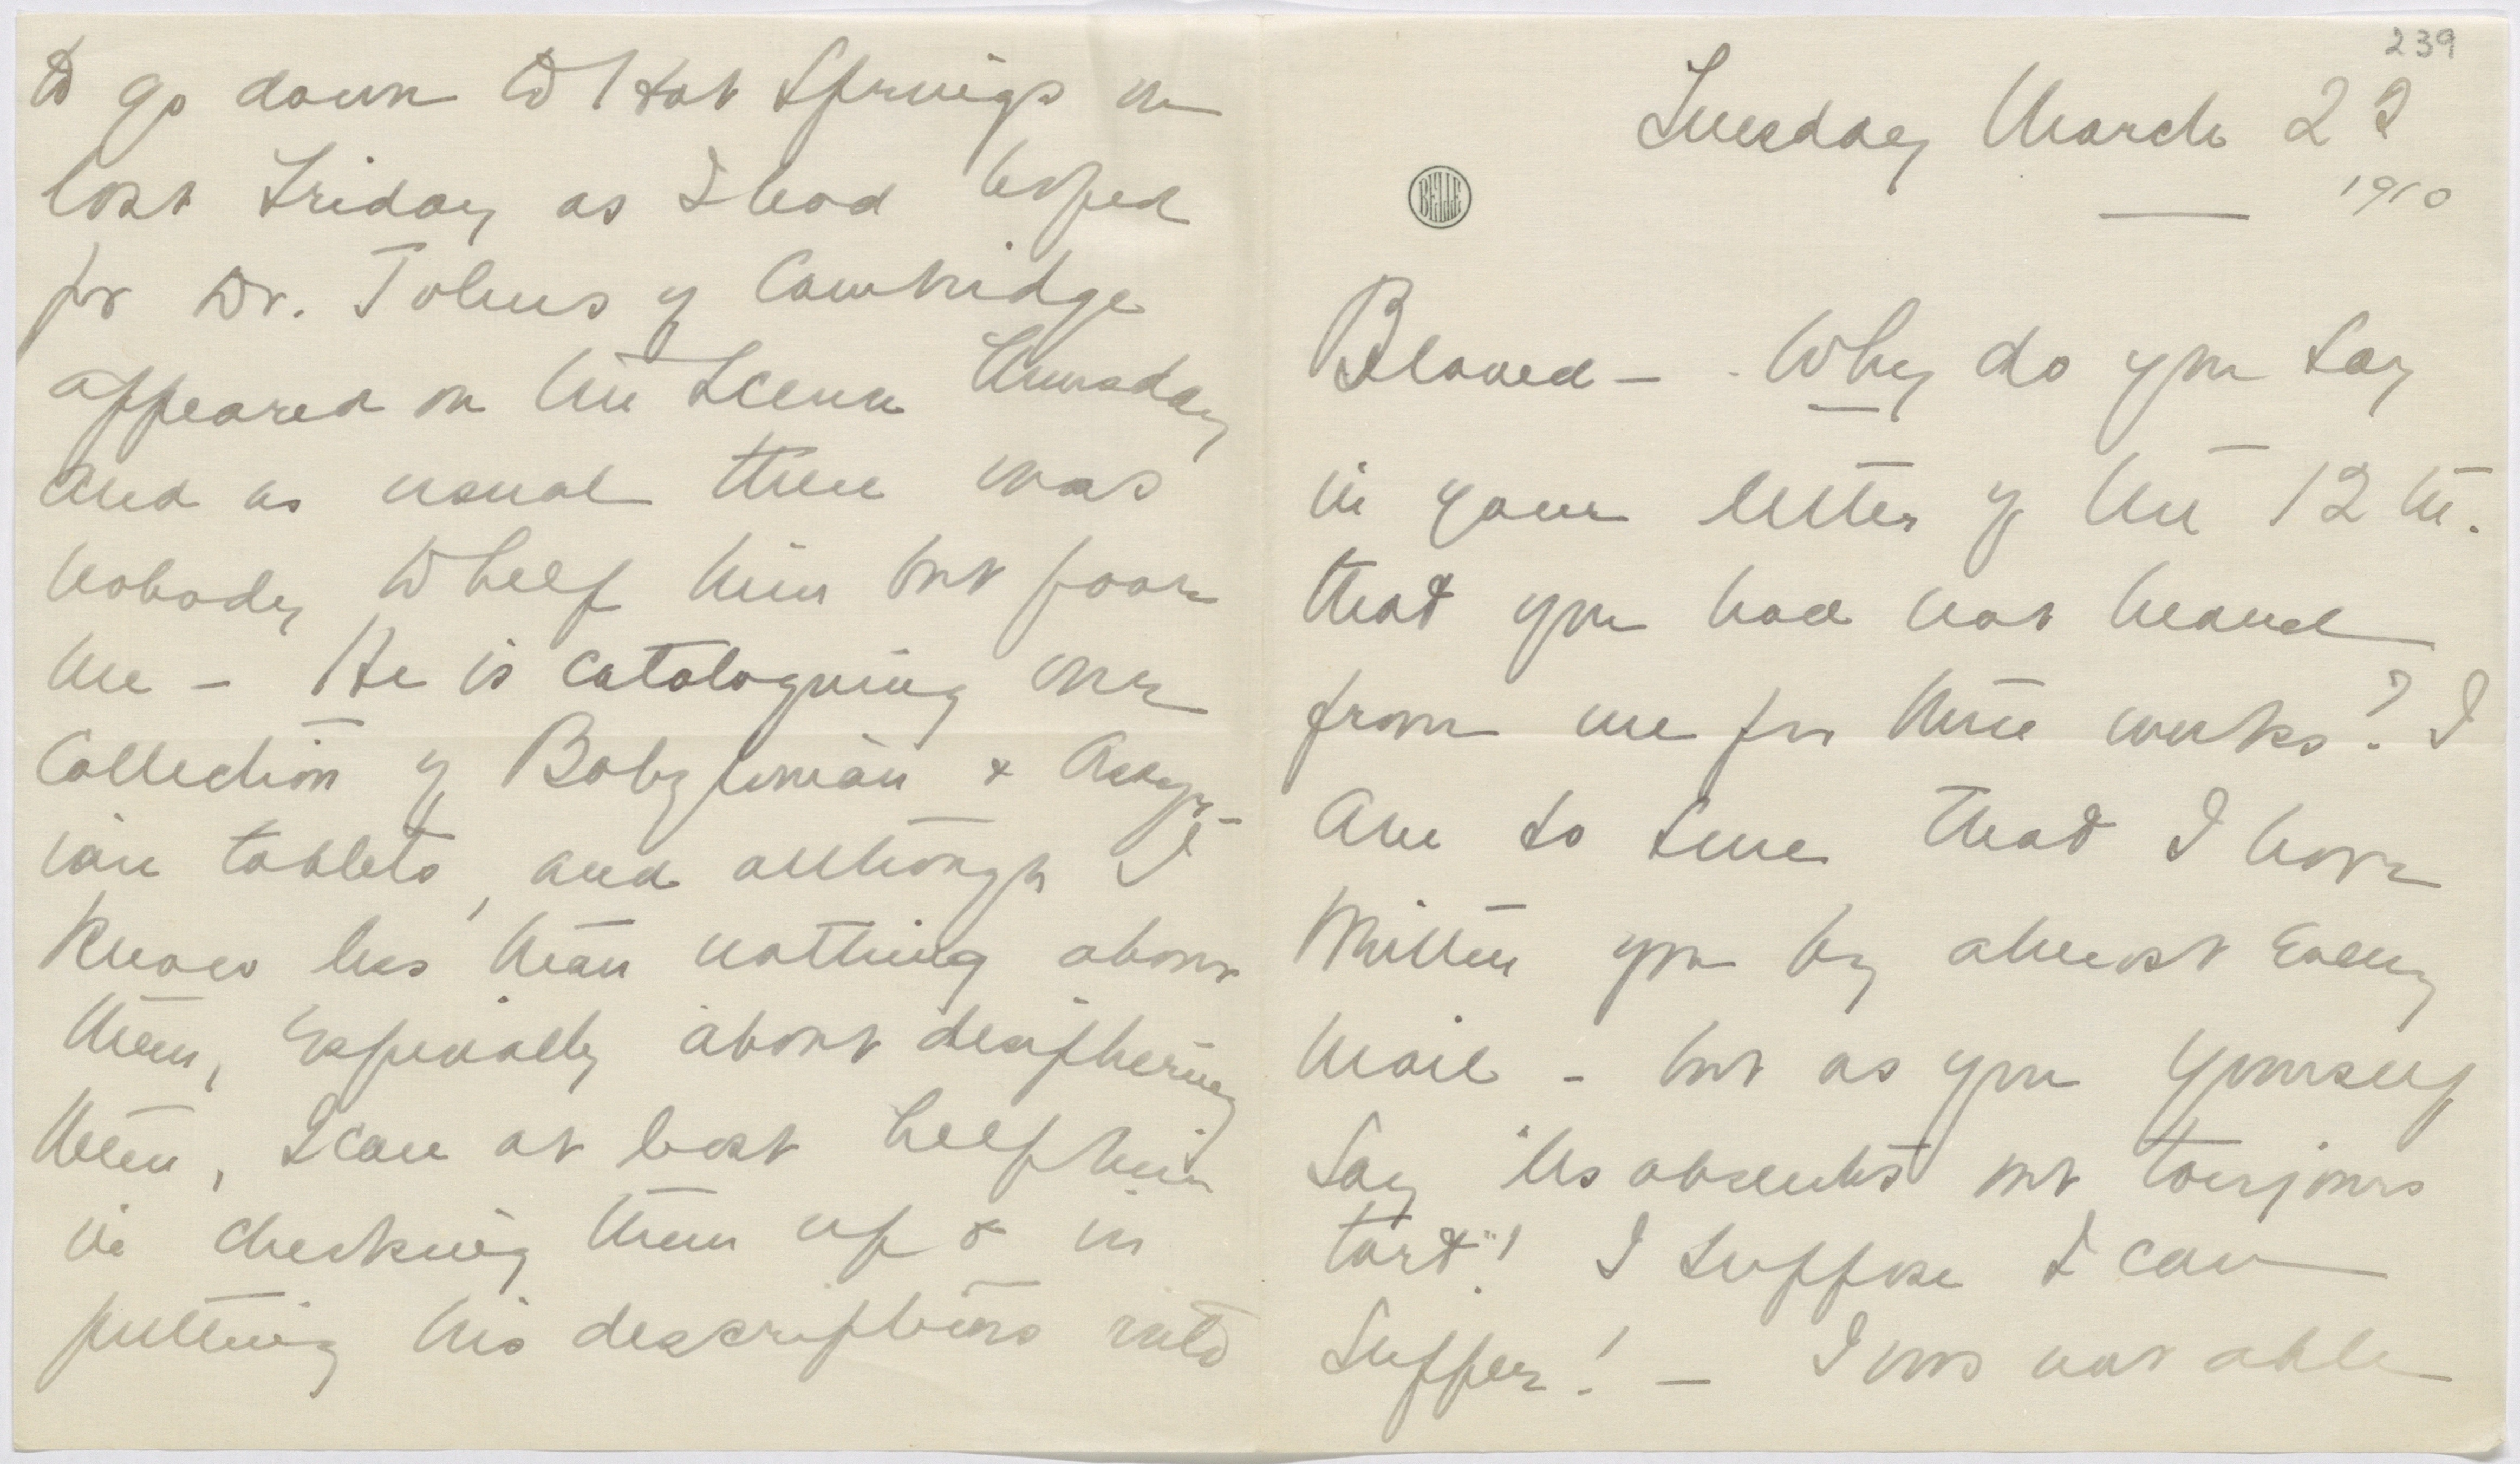 239
Tuesday March 22
1910
BELLE
Beloved - . Why do you say
in your letter of the 12th.
that you had not heard
from me for three weeks? I
am so sure that I have
written you by almost every
mail - but as you yourself
say "les absents ont toujours
tort"! I suppose I can
suffer! - I was not able
to go down to Hot Springs on
last Friday as I had hoped
for Dr. Johns of Cambridge
appeared on the scene Thursday
and as usual there was
nobody to help him but poor
me - He is cataloguing our
collection of Babylonian & Assyr-
ian tablets, and although I
know less than nothing about
them, especially about deciphering
them, I can at least help him
in checking them up & in
putting his descriptions into